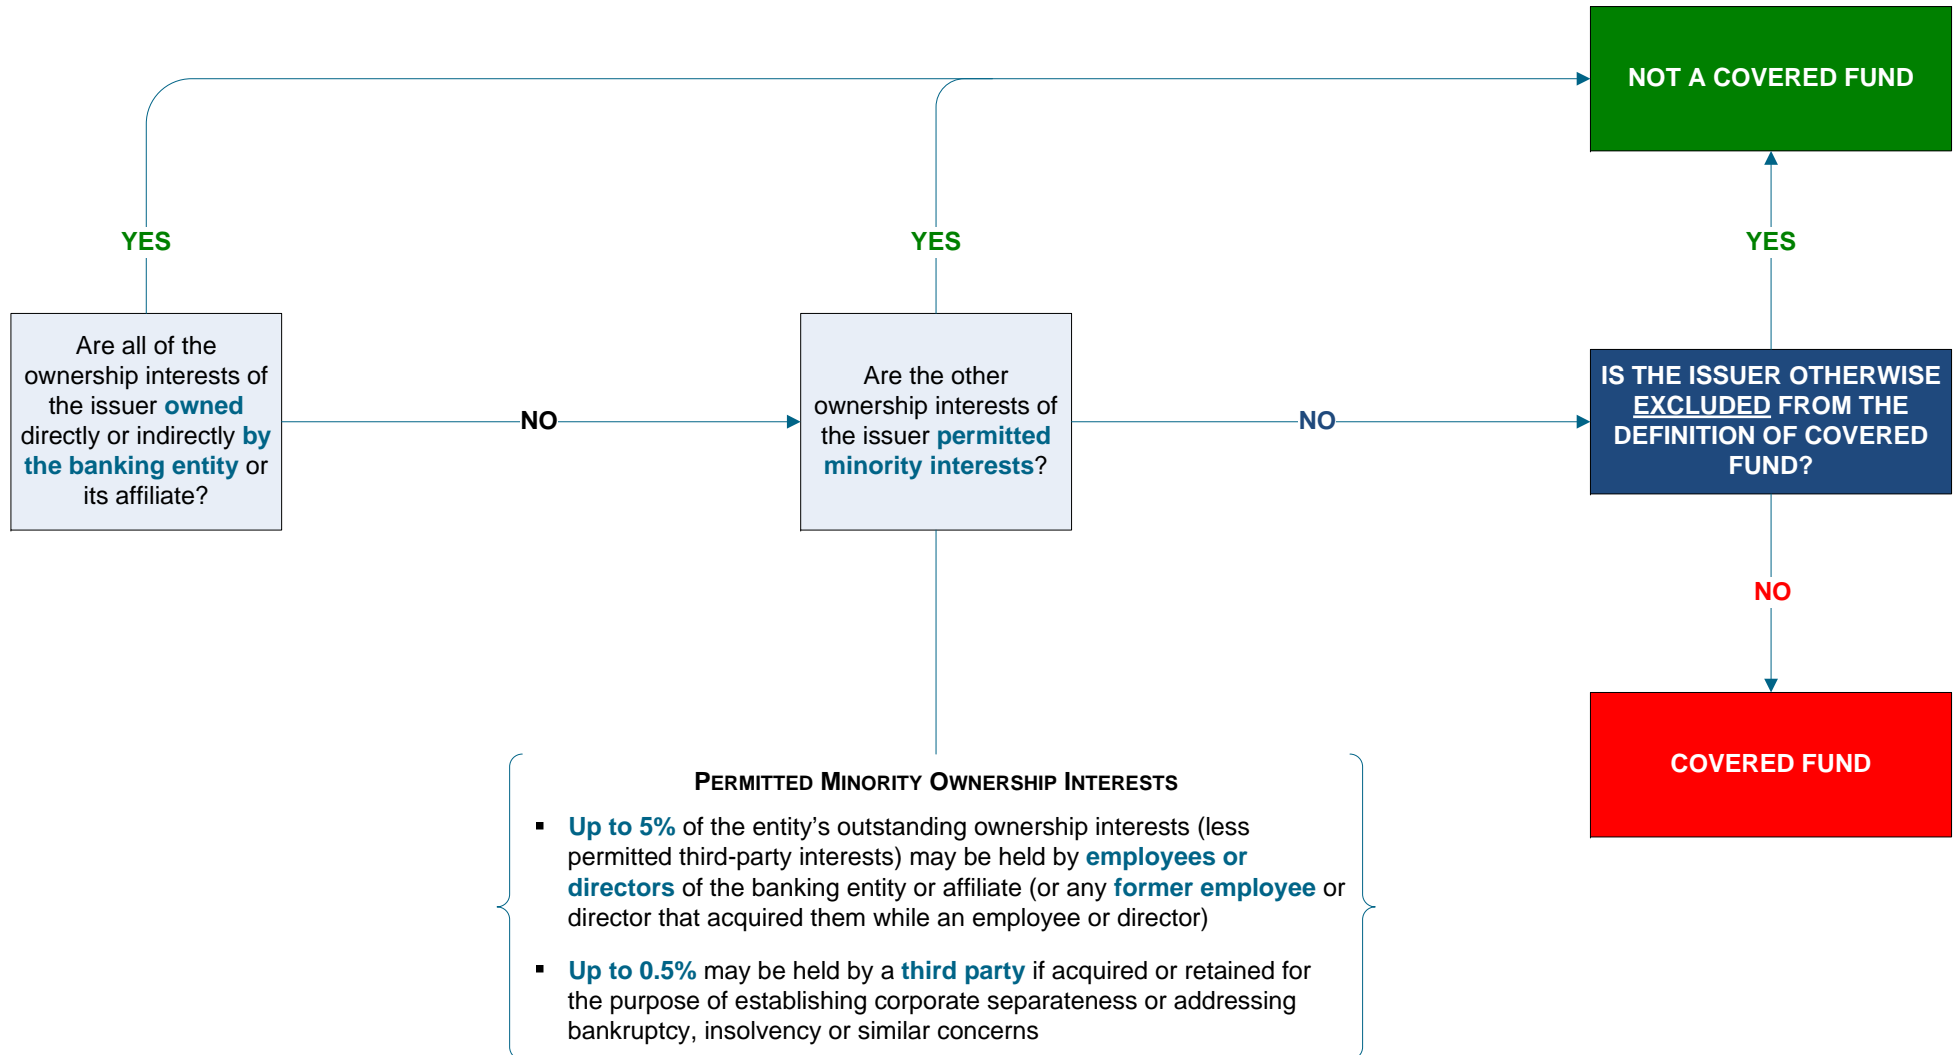 NOT A COVERED FUND
YES
YES
YES
Are all of the
ownership interests of
the issuer owned
directly or indirectly by
the banking entity or
its affiliate?
NO
Are the other
ownership interests of
the issuer permitted
minority interests?
NO
IS THE ISSUER OTHERWISE
EXCLUDED FROM THE
DEFINITION OF COVERED
FUND?
NO
COVERED FUND
PERMITTED MINORITY OWNERSHIP INTERESTS
▪ Up to 5% of the entity’s outstanding ownership interests (less
permitted third-party interests) may be held by employees or
directors of the banking entity or affiliate (or any former employee or
director that acquired them while an employee or director)
▪ Up to 0.5% may be held by a third party if acquired or retained for
the purpose of establishing corporate separateness or addressing
bankruptcy, insolvency or similar concerns